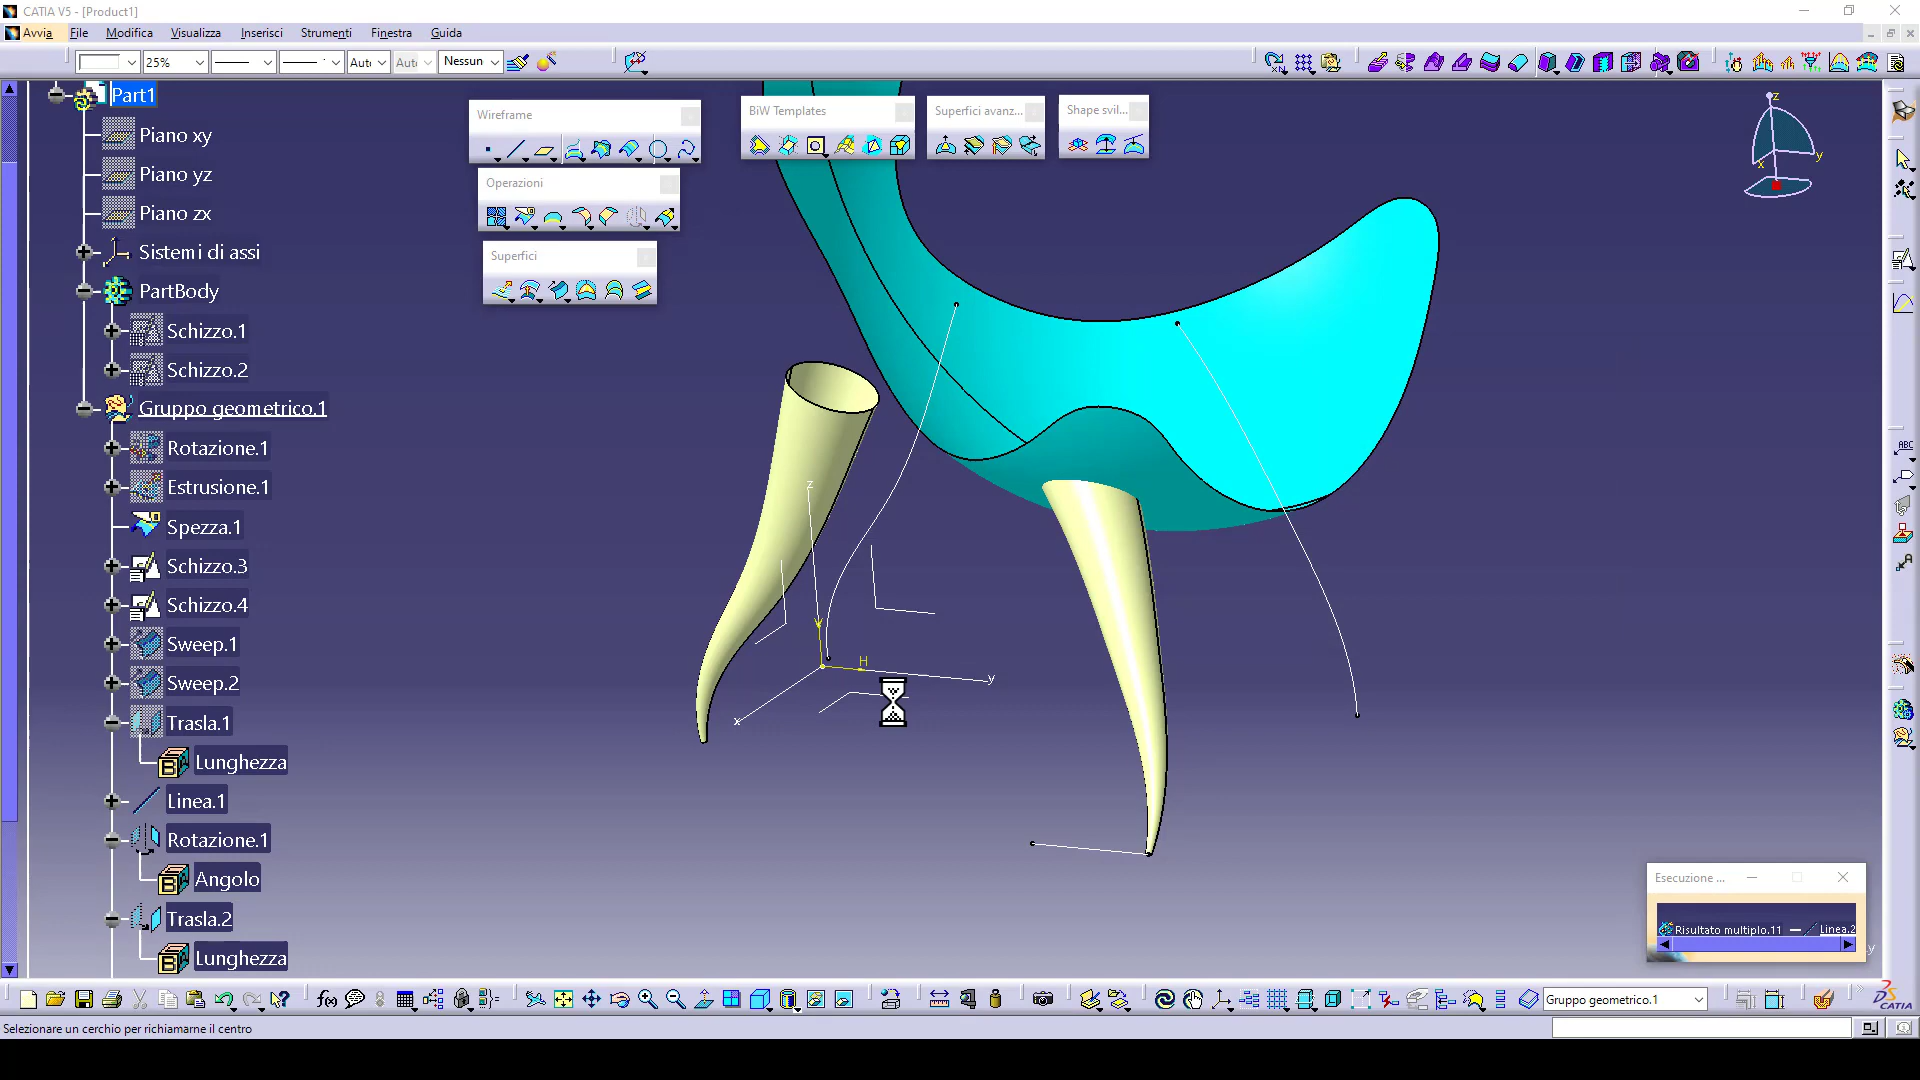 CATIA V5 - [Product1]
Avvia File Modifica Visualizza Inserisci Strumenti Finestra Guida
25% Aut Aut Nessun
Part1
Piano xy
Piano yz
Piano zx
Sistemi di assi
PartBody
Schizzo.1
Schizzo.2
Gruppo geometrico.1
Rotazione.1
Estrusione.1
Spezza.1
Schizzo.3
Schizzo.4
Sweep.1
Sweep.2
Trasla.1
Lunghezza
Linea.1
Rotazione.1
Angolo
Trasla.2
Lunghezza
Wireframe
Operazioni
Superfici
BiW Templates
Superfici avanz...
Shape svil...
z
y
x
z
H
y
x
ABC
Esecuzione ...
Risultato multiplo.11 Linea.2
y
f(x)
Gruppo geometrico.1
CATIA
Selezionare un cerchio per richiamarne il centro